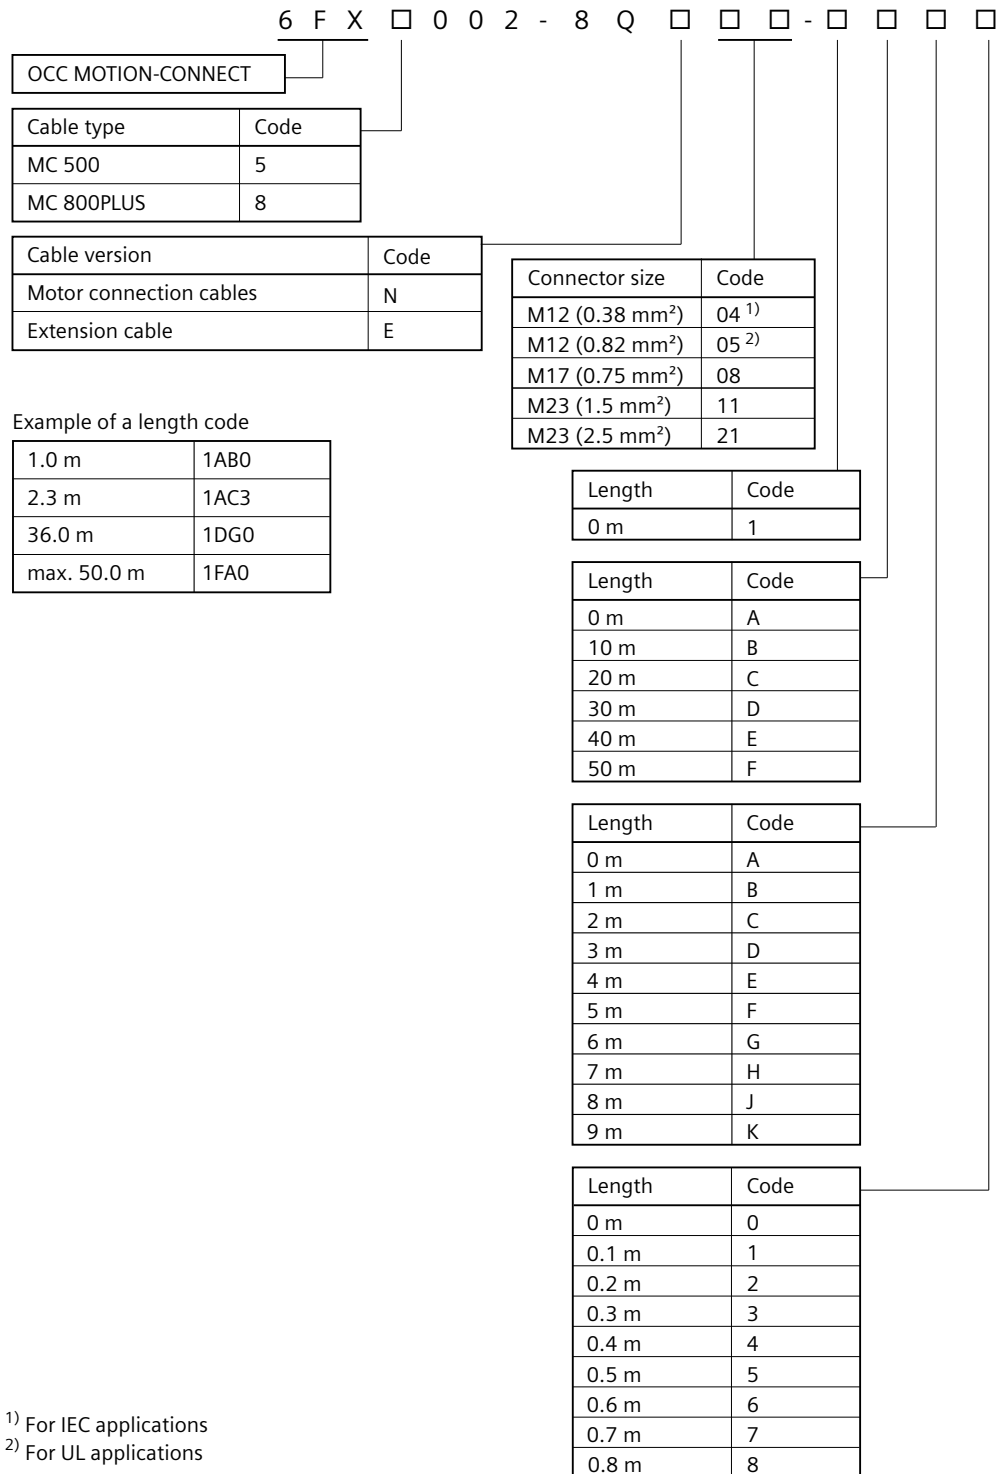 6 F X □ 0 0 2 - 8 Q □ □ □ - □ □ □ □
OCC MOTION-CONNECT
Cable type Code
MC 500 5
MC 800PLUS 8
Cable version Code
Motor connection cables N
Extension cable E
Connector size Code
M12 (0.38 mm²) 04 1)
M12 (0.82 mm²) 05 2)
M17 (0.75 mm²) 08
M23 (1.5 mm²) 11
M23 (2.5 mm²) 21
Example of a length code
1.0 m 1AB0
2.3 m 1AC3
36.0 m 1DG0
max. 50.0 m 1FA0
Length Code
0 m 1
Length Code
0 m A
10 m B
20 m C
30 m D
40 m E
50 m F
Length Code
0 m A
1 m B
2 m C
3 m D
4 m E
5 m F
6 m G
7 m H
8 m J
9 m K
Length Code
0 m 0
0.1 m 1
0.2 m 2
0.3 m 3
0.4 m 4
0.5 m 5
0.6 m 6
0.7 m 7
0.8 m 8
1) For IEC applications
2) For UL applications